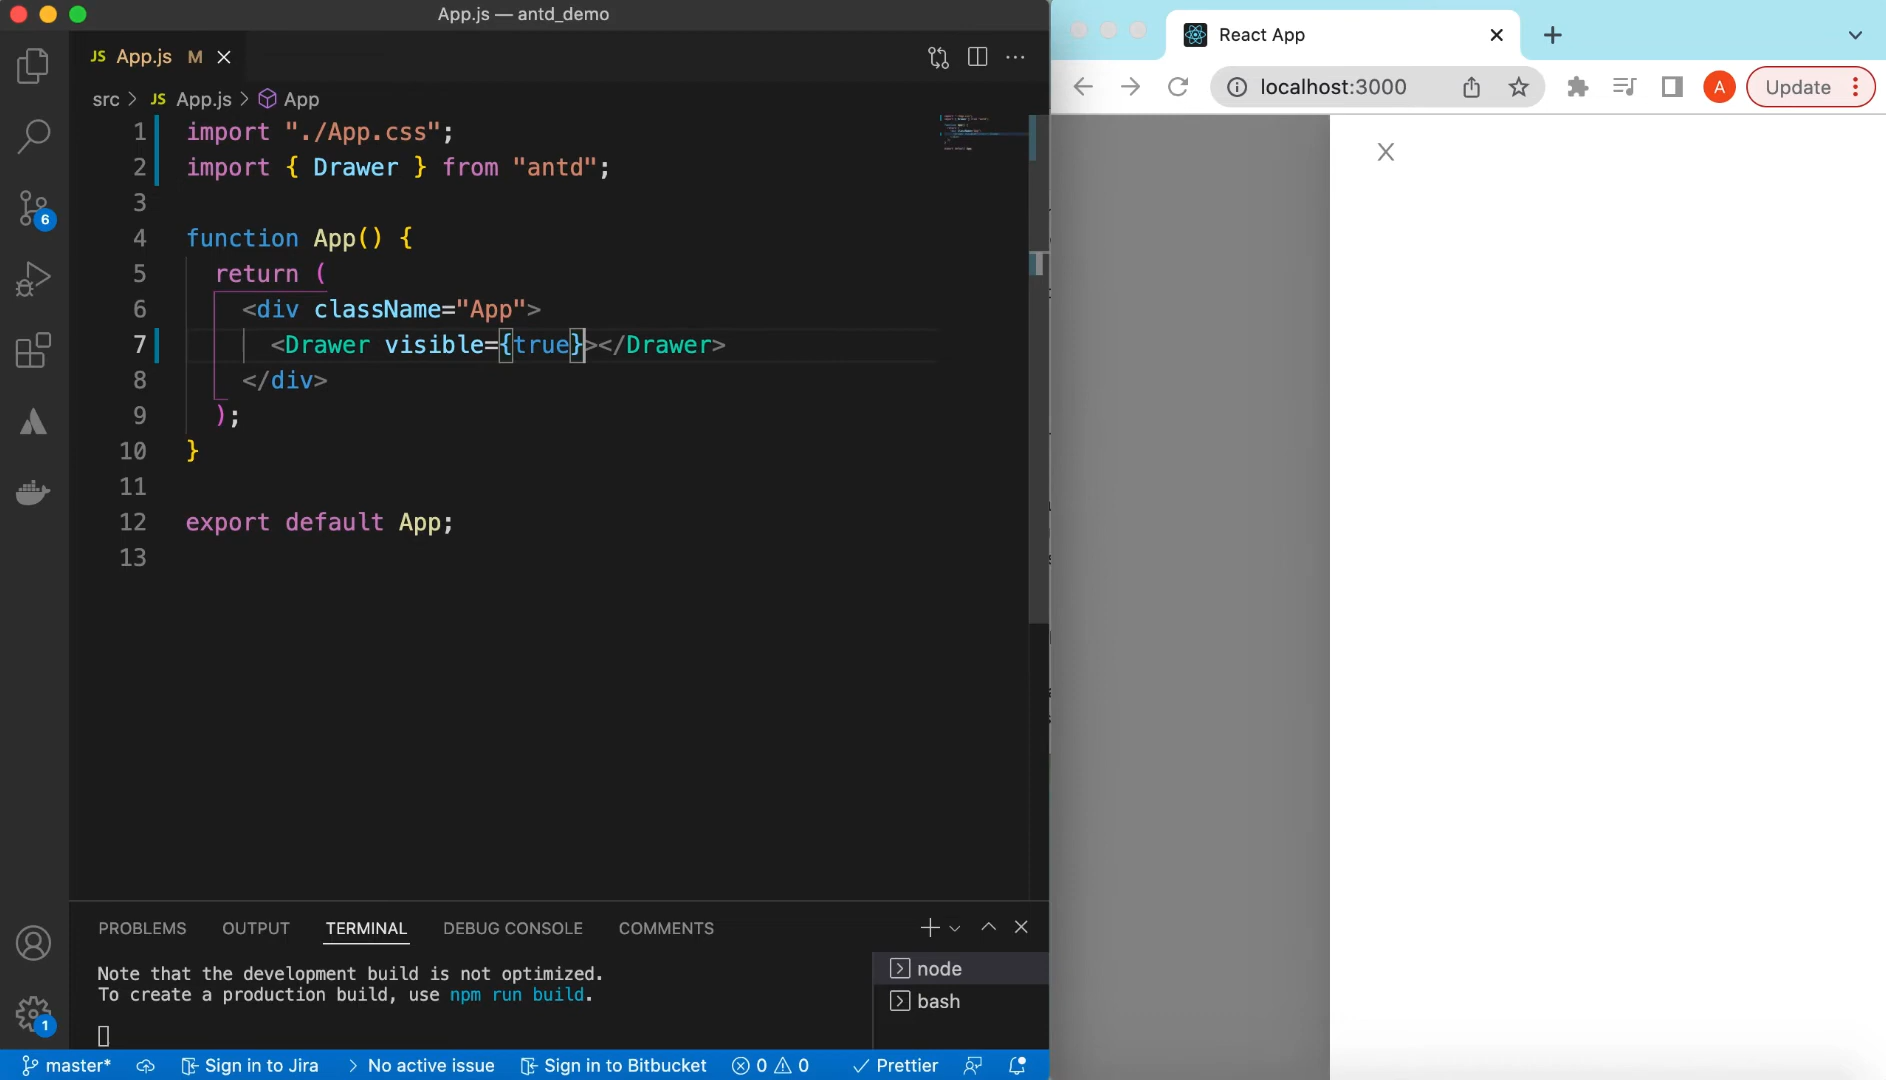 App.js — antd_demo
JS App.js M
src > JS App.js > App
1 import "./App.css";
2 import { Drawer } from "antd";
3
4 function App() {
5 return (
6 <div className="App">
7 <Drawer visible={true}></Drawer>
8 </div>
9 );
10 }
11
12 export default App;
13
6
1
PROBLEMS OUTPUT TERMINAL DEBUG CONSOLE COMMENTS
Note that the development build is not optimized.
To create a production build, use npm run build.
node
bash
master* Sign in to Jira > No active issue Sign in to Bitbucket 0 0 Prettier
React App
localhost:3000 A Update